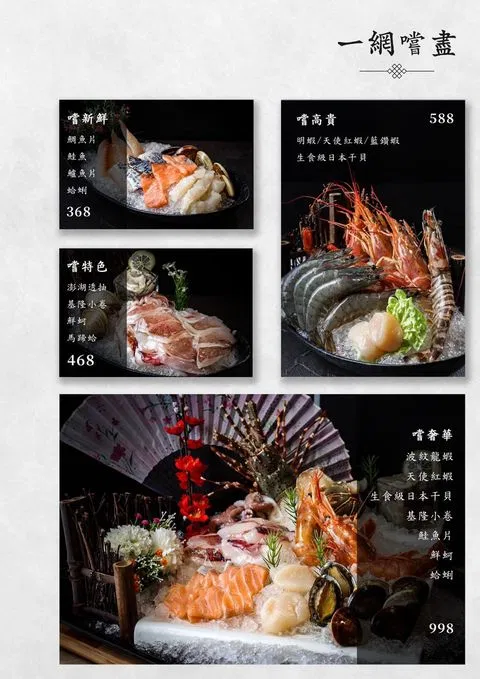 一網嚐盡
嚐新鮮
鯛魚片
鮭魚
鱸魚片
蛤蜊
368
嚐高貴
588
明蝦/天使紅蝦/藍鑽蝦
生食級日本干貝
嚐特色
澎湖透抽
基隆小卷
鮮蚵
馬蹄蛤
468
嚐奢華
波紋龍蝦
天使紅蝦
生食級日本干貝
基隆小卷
鮭魚片
鮮蚵
蛤蜊
998